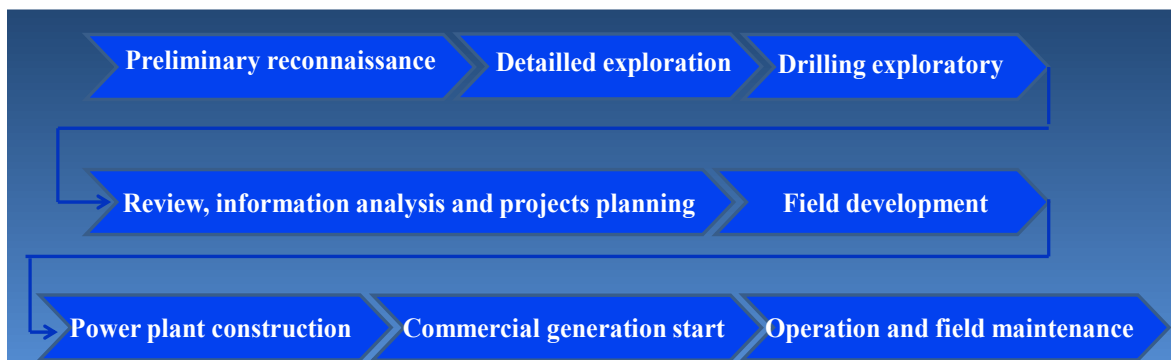 Preliminary reconnaissance
Detailled exploration
Drilling exploratory
Review, information analysis and projects planning
Field development
Power plant construction
Commercial generation start
Operation and field maintenance